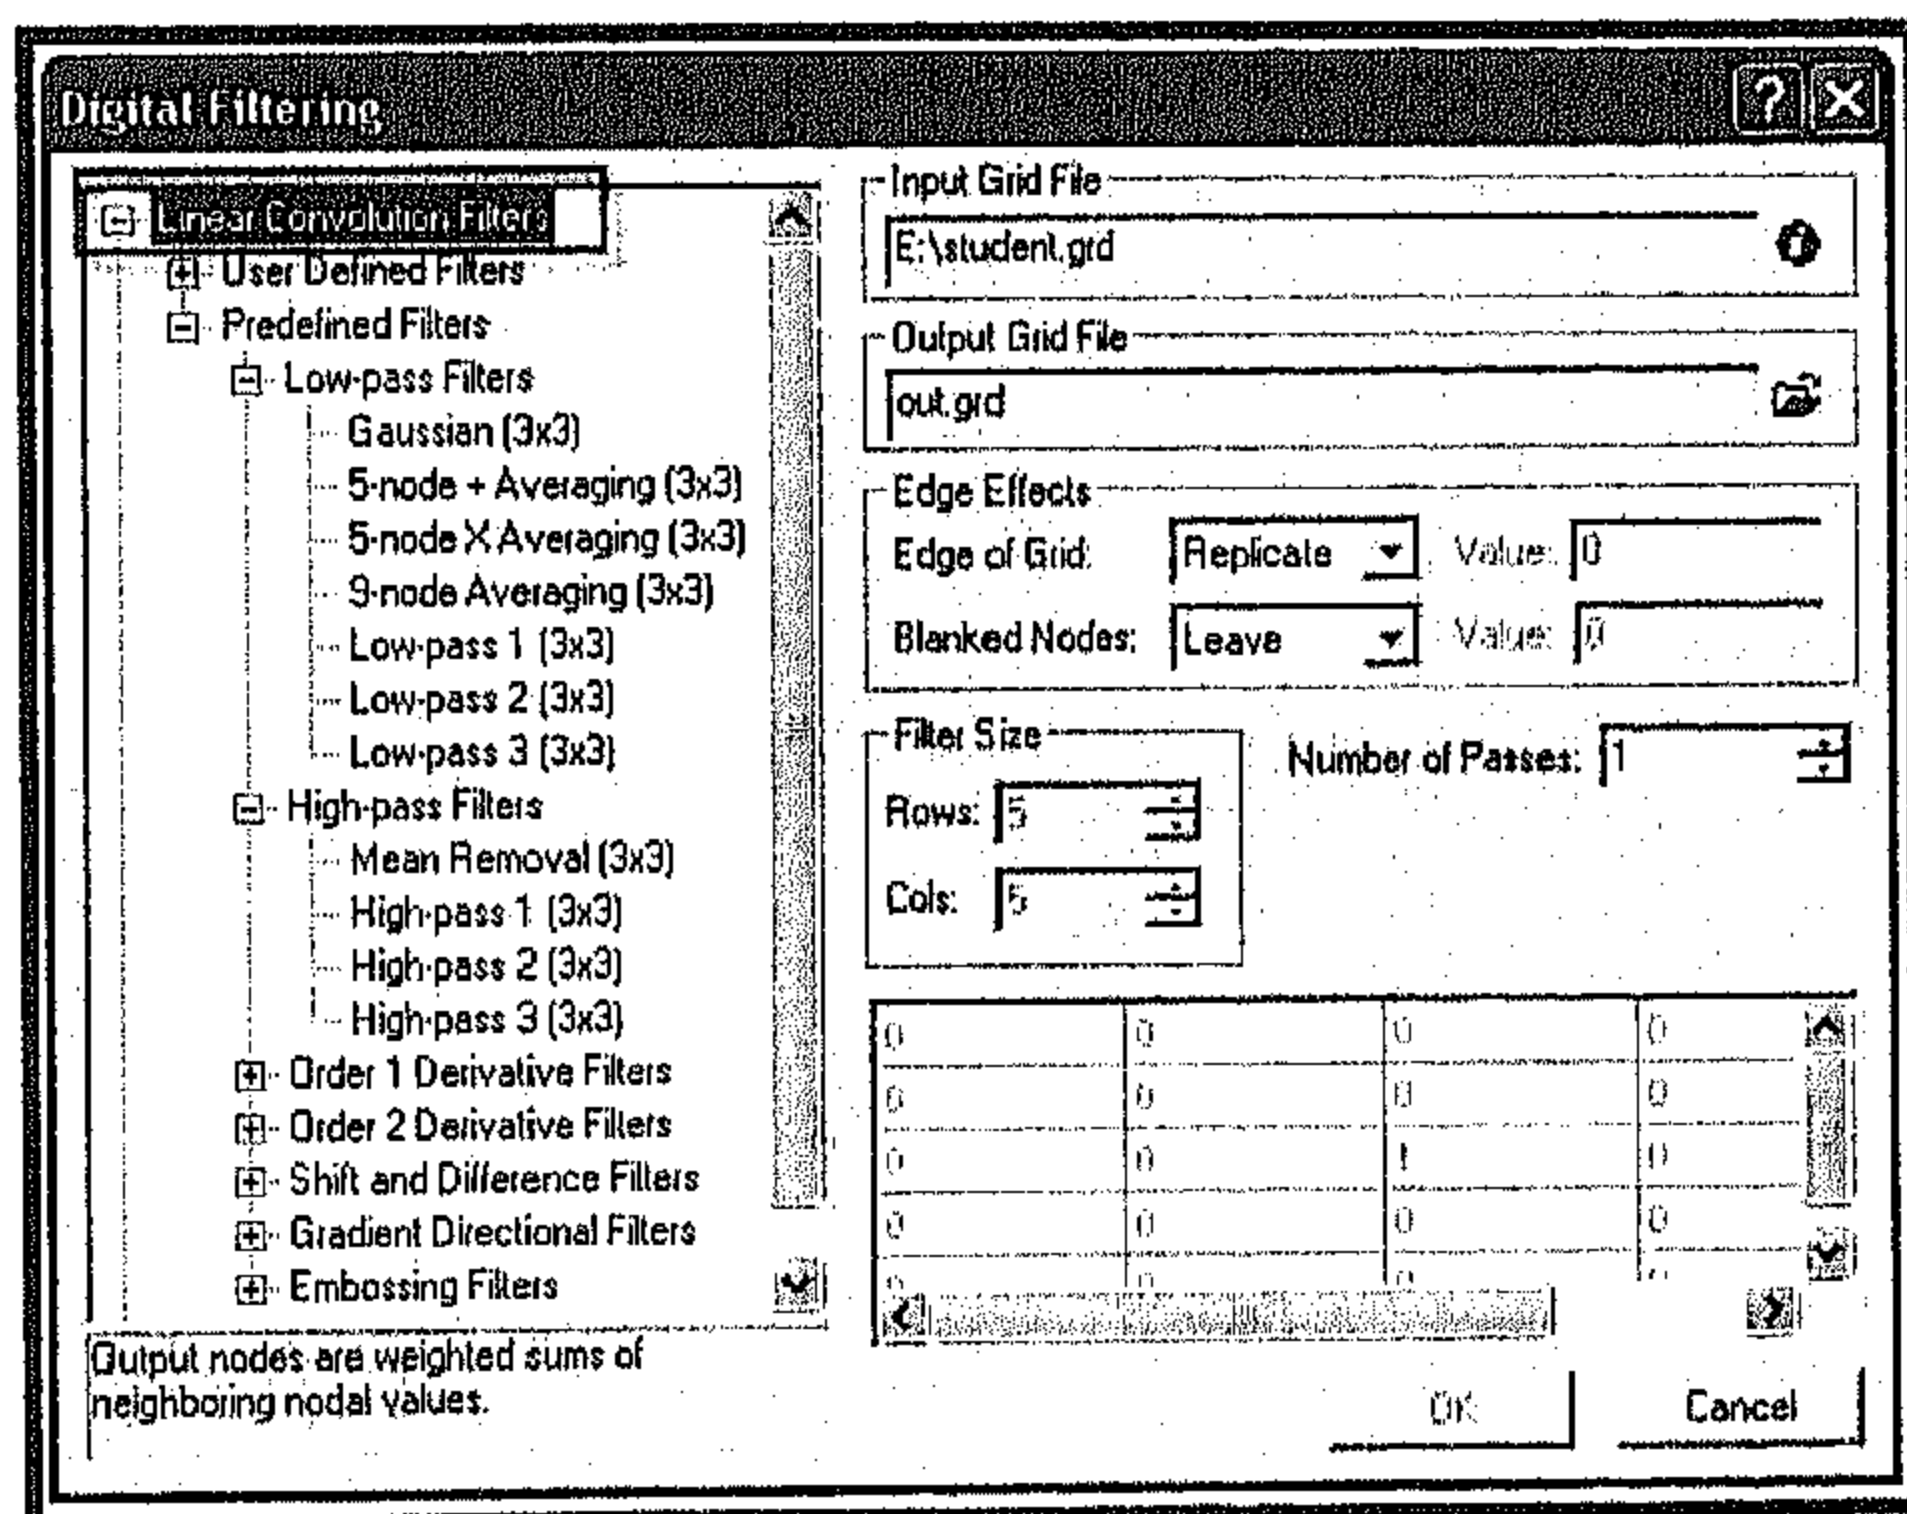 Digital Filtering
Linear Convolution Filters
User Defined Filters
Predefined Filters
Low-pass Filters
Gaussian (3x3)
5-node + Averaging (3x3)
5-node X Averaging (3x3)
9-node Averaging (3x3)
Low-pass 1 (3x3)
Low-pass 2 (3x3)
Low-pass 3 (3x3)
High-pass Filters
Mean Removal (3x3)
High-pass 1 (3x3)
High-pass 2 (3x3)
High-pass 3 (3x3)
Order 1 Derivative Filters
Order 2 Derivative Filters
Shift and Difference Filters
Gradient Directional Filters
Embossing Filters
Output nodes are weighted sums of
neighboring nodal values.
Input Grid File
E:\student.grd
Output Grid File
out.grd
Edge Effects
Edge of Grid: Replicate Value: 0
Blanked Nodes: Leave Value: 0
Filter Size
Rows: 5
Cols: 5
Number of Passes: 1
0 0 0 0
0 0 0 0
0 0 1 0
0 0 0 0
0 0 0 0
OK Cancel